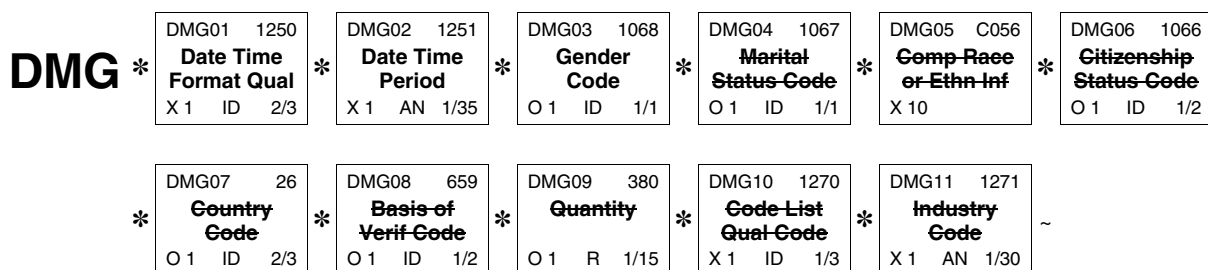 DMG01 1250 DMG02 1251 DMG03 1068 DMG04 1067 DMG05 C056 DMG06 1066
DMG * Date Time * Date Time * Gender * Marital * Comp Race * Citizenship
Format Qual Period Code Status Code or Ethn Inf Status Code
X 1 ID 2/3 X 1 AN 1/35 O 1 ID 1/1 O 1 ID 1/1 X 10 O 1 ID 1/2
DMG07 26 DMG08 659 DMG09 380 DMG10 1270 DMG11 1271
* Country * Basis of * Quantity * Code List * Industry ~
Code Verif Code Qual Code Code
O 1 ID 2/3 O 1 ID 1/2 O 1 R 1/15 X 1 ID 1/3 X 1 AN 1/30